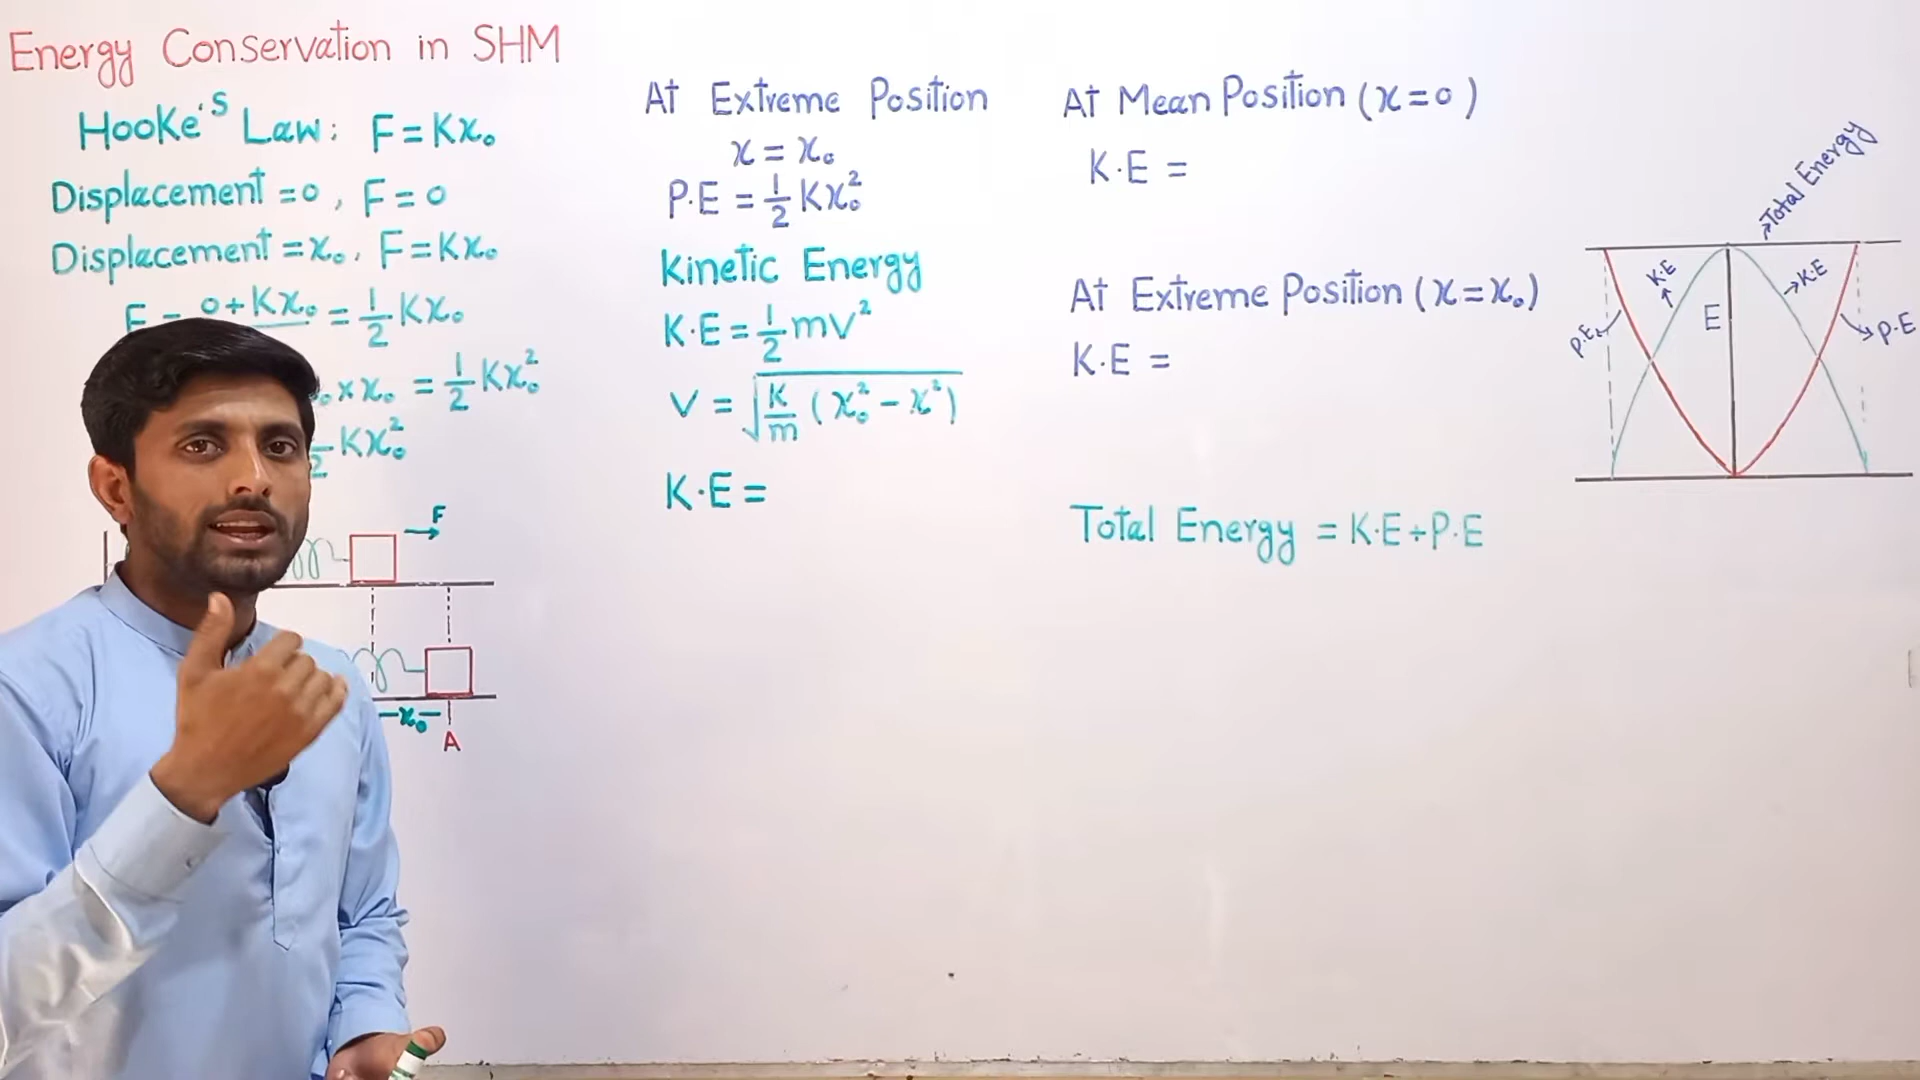 Energy Conservation in SHM
Hooke's Law: F = Kx₀
Displacement = 0, F = 0
Displacement = x₀, F = Kx₀
F = 0+Kx₀ = 1/2 Kx₀
₀ × x₀ = 1/2 Kx₀²
Kx₀²
F
x₀
A
At Extreme Position
x = x₀
P.E = 1/2 Kx₀²
Kinetic Energy
K.E = 1/2 mv²
V = √(K/m (x₀² - x²))
K.E =
At Mean Position (x = 0)
K.E =
At Extreme Position (x = x₀)
K.E =
Total Energy = K.E + P.E
Total Energy
K.E
K.E
E
P.E
P.E